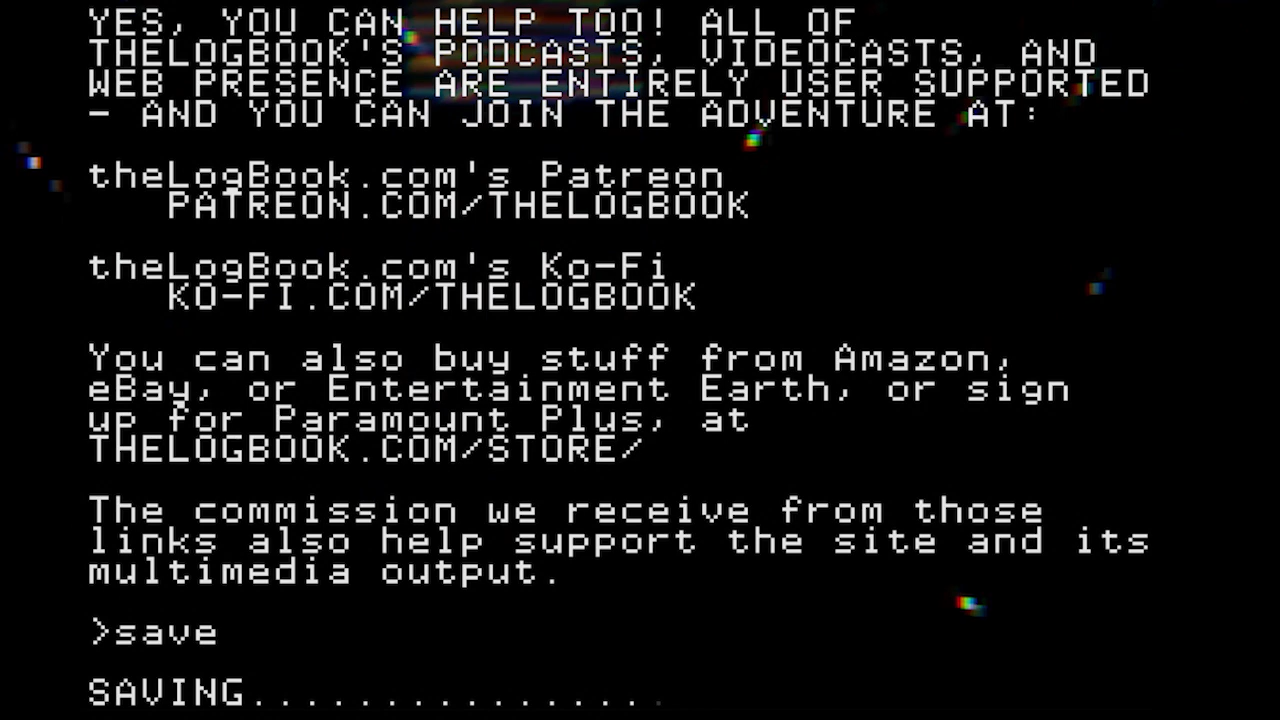 YES, YOU CAN HELP TOO! ALL OF
THELOGBOOK'S PODCASTS, VIDEOCASTS, AND
WEB PRESENCE ARE ENTIRELY USER SUPPORTED
- AND YOU CAN JOIN THE ADVENTURE AT:
theLogBook.com's Patreon
PATREON.COM/THELOGBOOK
theLogBook.com's Ko-Fi
KO-FI.COM/THELOGBOOK
You can also buy stuff from Amazon,
eBay, or Entertainment Earth, or sign
up for Paramount Plus, at
THELOGBOOK.COM/STORE/
The commission we receive from those
links also help support the site and its
multimedia output.
>save
SAVING................